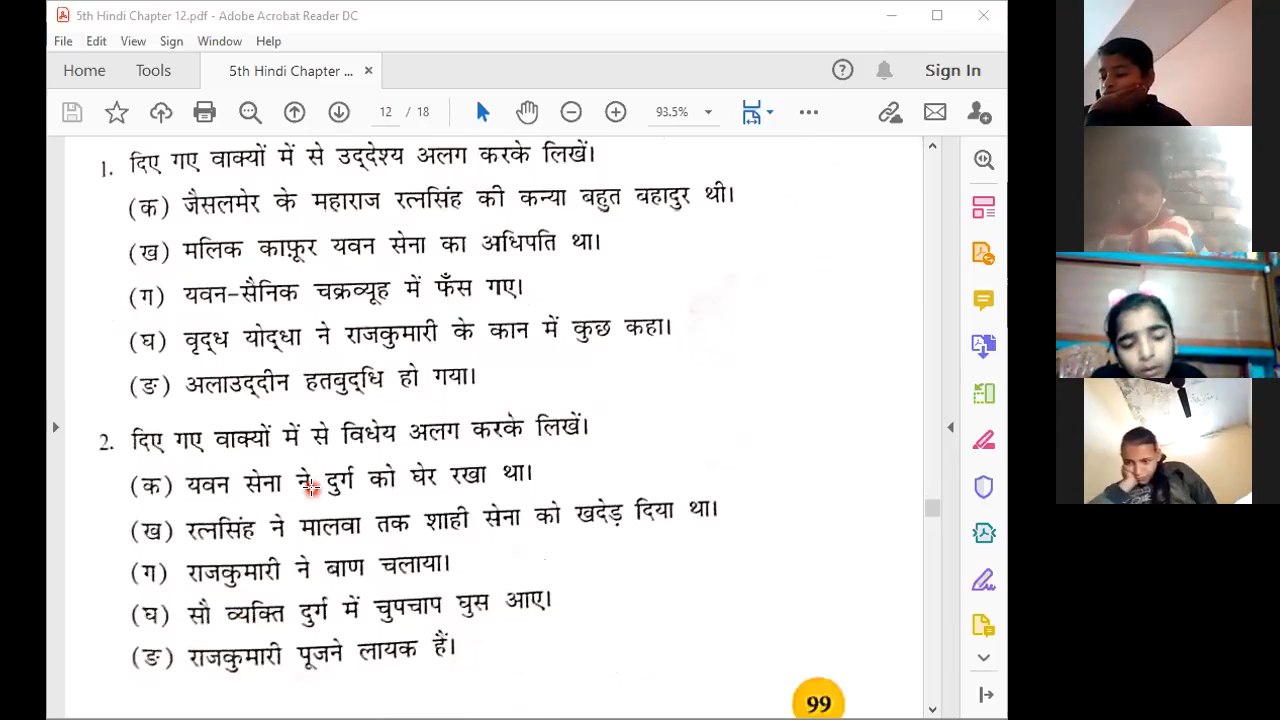 5th Hindi Chapter 12.pdf - Adobe Acrobat Reader DC
File Edit View Sign Window Help
Home Tools 5th Hindi Chapter ... × Sign In
12 / 18 93.5%
1. दिए गए वाक्यों में से उद्देश्य अलग करके लिखें।
(क) जैसलमेर के महाराज रत्नसिंह की कन्या बहुत बहादुर थी।
(ख) मलिक काफ़ूर यवन सेना का अधिपति था।
(ग) यवन-सैनिक चक्रव्यूह में फँस गए।
(घ) वृद्ध योद्धा ने राजकुमारी के कान में कुछ कहा।
(ङ) अलाउद्दीन हतबुद्धि हो गया।
2. दिए गए वाक्यों में से विधेय अलग करके लिखें।
(क) यवन सेना ने दुर्ग को घेर रखा था।
(ख) रत्नसिंह ने मालवा तक शाही सेना को खदेड़ दिया था।
(ग) राजकुमारी ने बाण चलाया।
(घ) सौ व्यक्ति दुर्ग में चुपचाप घुस आए।
(ङ) राजकुमारी पूजने लायक हैं।
99